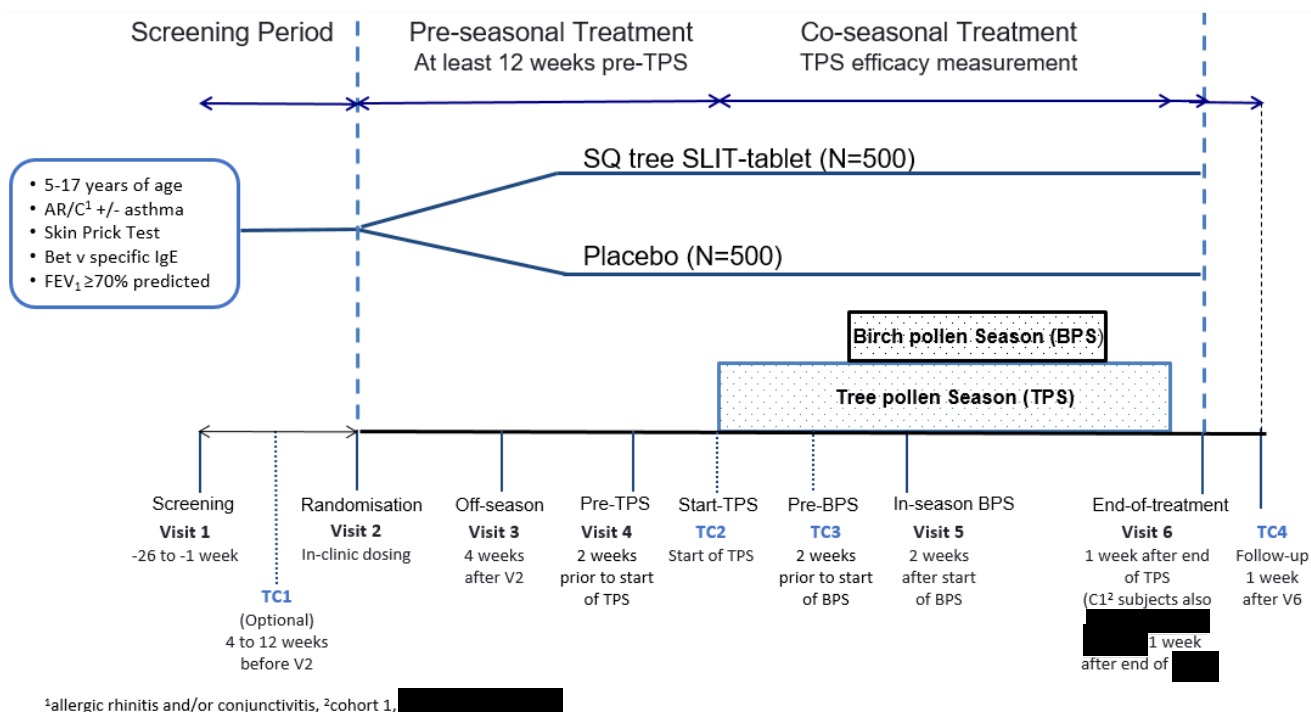 Screening Period
Pre-seasonal Treatment
At least 12 weeks pre-TPS
Co-seasonal Treatment
TPS efficacy measurement
• 5-17 years of age
• AR/C¹ +/- asthma
• Skin Prick Test
• Bet v specific IgE
• FEV₁ ≥70% predicted
SQ tree SLIT-tablet (N=500)
Placebo (N=500)
Birch pollen Season (BPS)
Tree pollen Season (TPS)
Screening
Visit 1
-26 to -1 week
TC1
(Optional)
4 to 12 weeks
before V2
Randomisation
Visit 2
In-clinic dosing
Off-season
Visit 3
4 weeks
after V2
Pre-TPS
Visit 4
2 weeks
prior to start
of TPS
Start-TPS
TC2
Start of TPS
Pre-BPS
TC3
2 weeks
prior to start
of BPS
In-season BPS
Visit 5
2 weeks
after start
of BPS
End-of-treatment
Visit 6
1 week after end
of TPS
(C1² subjects also
1 week
after end of
TC4
Follow-up
1 week
after V6
¹allergic rhinitis and/or conjunctivitis, ²cohort 1,